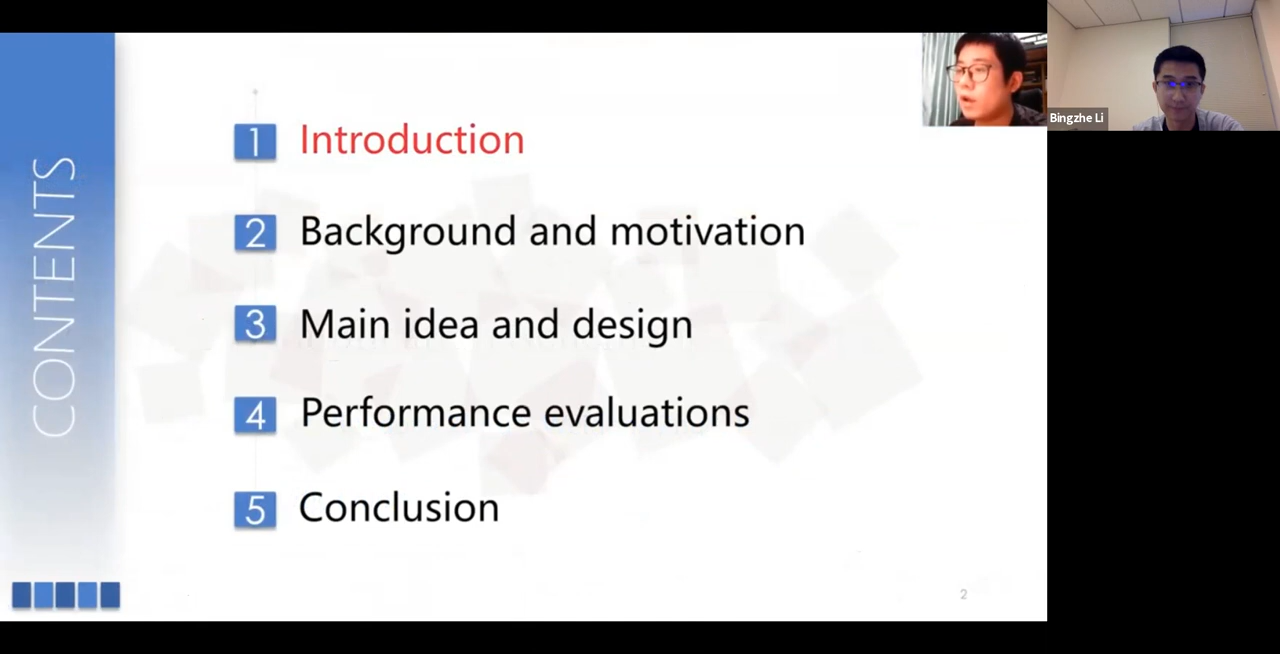 CONTENTS
1 Introduction
2 Background and motivation
3 Main idea and design
4 Performance evaluations
5 Conclusion
2
Bingzhe Li